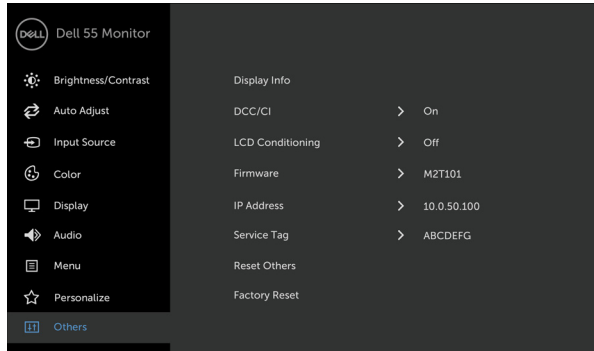 DELL Dell 55 Monitor
Brightness/Contrast
Auto Adjust
Input Source
Color
Display
Audio
Menu
Personalize
Others
Display Info
DCC/CI > On
LCD Conditioning > Off
Firmware > M2T101
IP Address > 10.0.50.100
Service Tag > ABCDEFG
Reset Others
Factory Reset